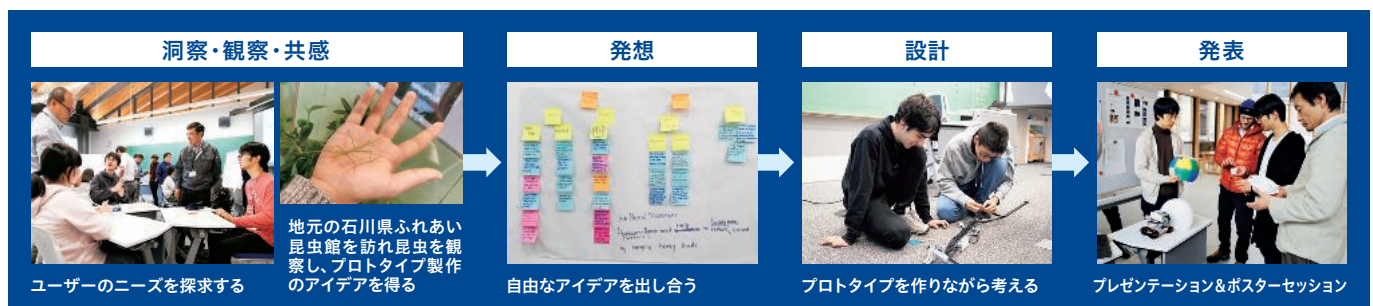 洞察・観察・共感
ユーザーのニーズを探求する
地元の石川県ふれあい
昆虫館を訪れ昆虫を観
察し、プロトタイプ製作
のアイデアを得る
発想
自由なアイデアを出し合う
設計
プロトタイプを作りながら考える
発表
プレゼンテーション&ポスターセッション